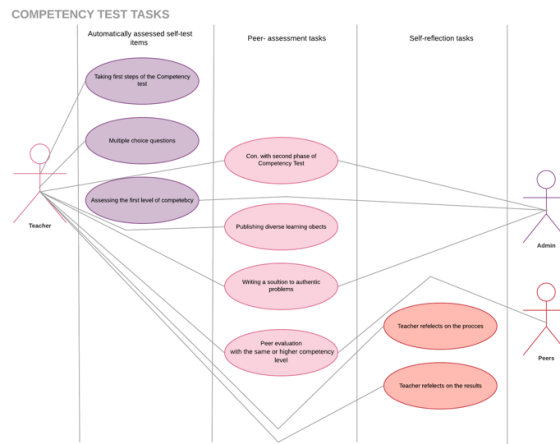 COMPETENCY TEST TASKS
Automatically assessed self-test
items
Peer- assessment tasks
Self-reflection tasks
Taking first steps of the Competency
test
Multiple choice questions
Assessing the first level of competebcy
Con. with second phase of
Competency Test
Publishing diverse learning obects
Writing a soultion to authentic
problems
Peer evaluation
with the same or higher competency
level
Teacher refelects on the procces
Teacher refelects on the results
Teacher
Admin
Peers